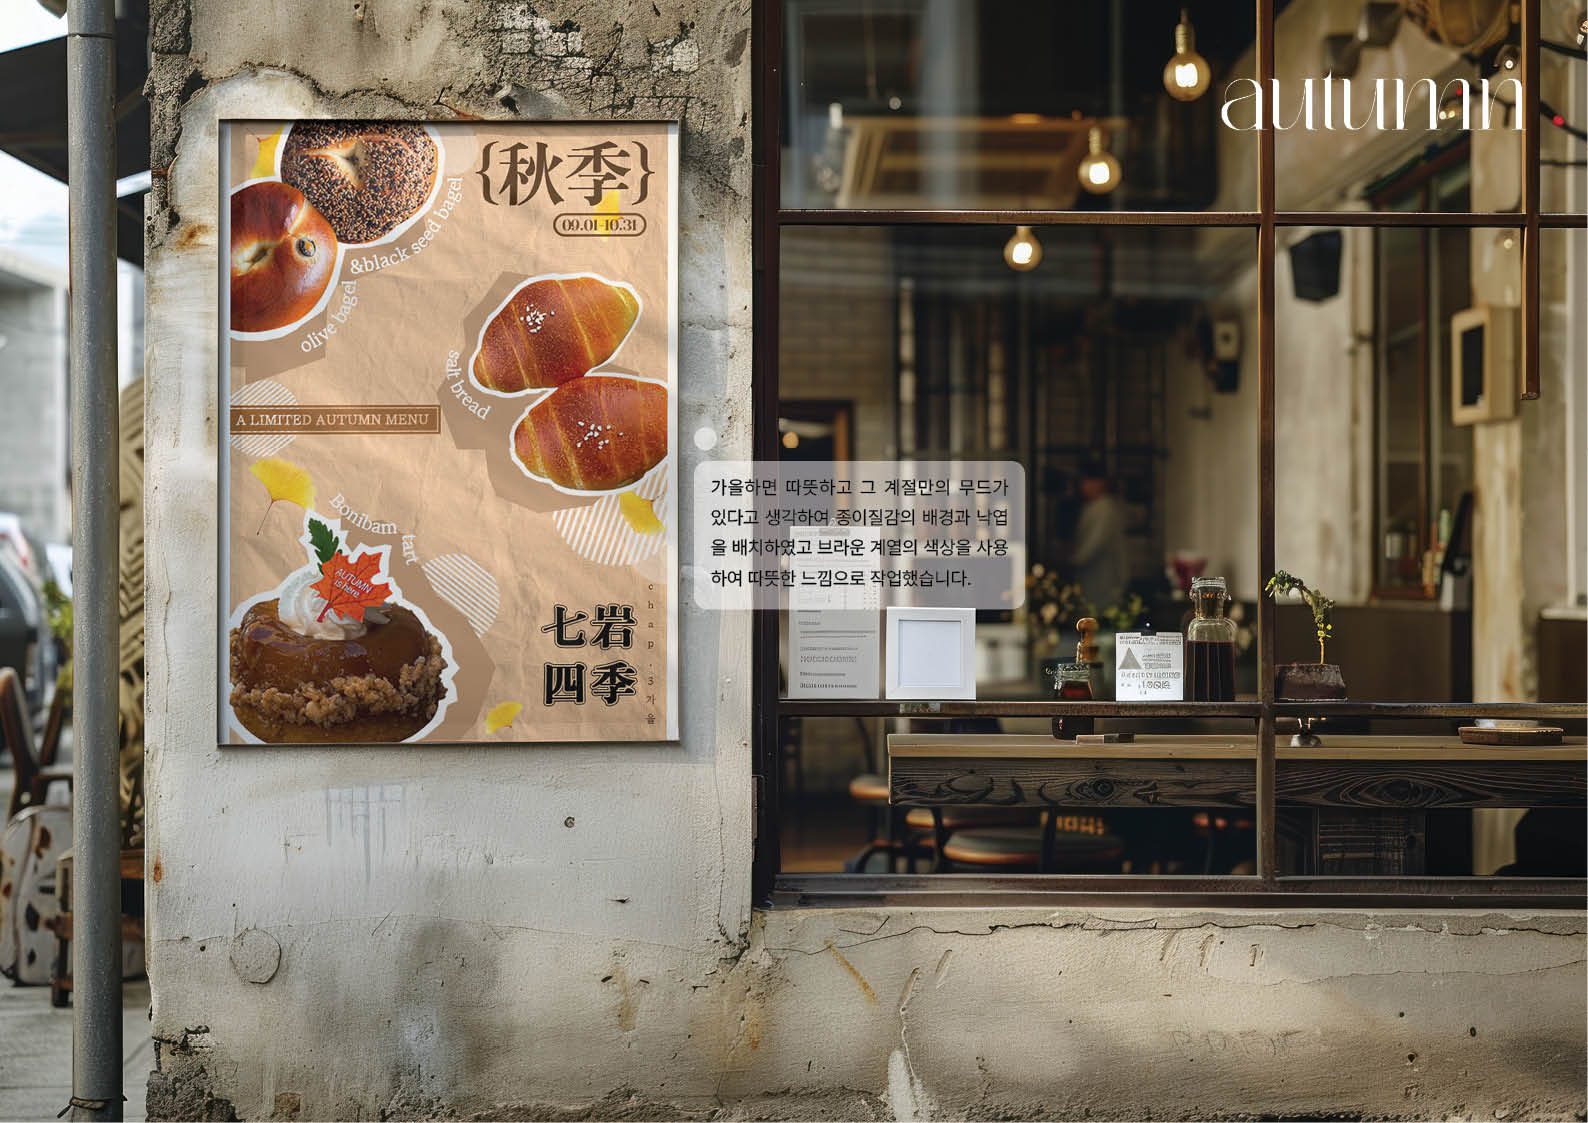 autumn
{秋季}
09.01-10.31
olive bagel &black seed bagel
salt bread
A LIMITED AUTUMN MENU
Bonibam tart
AUTUMN
is here
七岩
四季
chap.3가을
가을하면 따뜻하고 그 계절만의 무드가
있다고 생각하여 종이질감의 배경과 낙엽
을 배치하였고 브라운 계열의 색상을 사용
하여 따뜻한 느낌으로 작업했습니다.